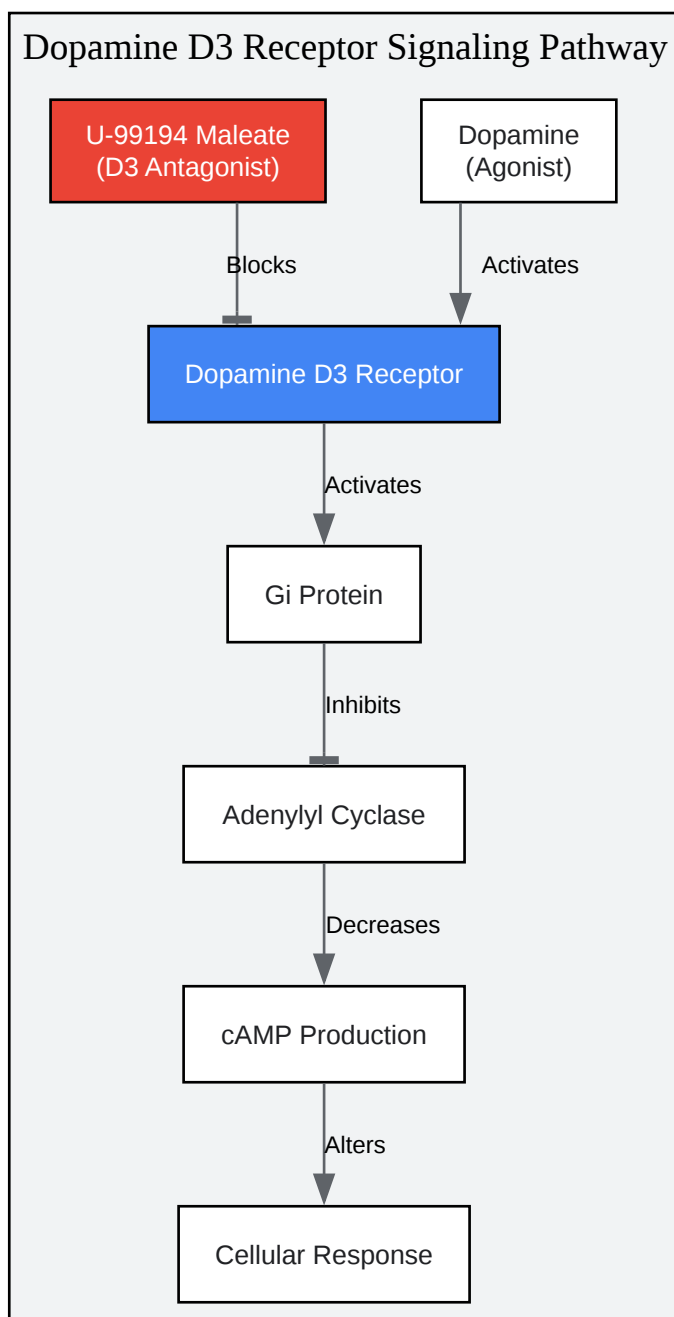 Dopamine D3 Receptor Signaling Pathway
U-99194 Maleate
(D3 Antagonist)
Dopamine
(Agonist)
Blocks
Activates
Dopamine D3 Receptor
Activates
Gi Protein
Inhibits
Adenylyl Cyclase
Decreases
cAMP Production
Alters
Cellular Response